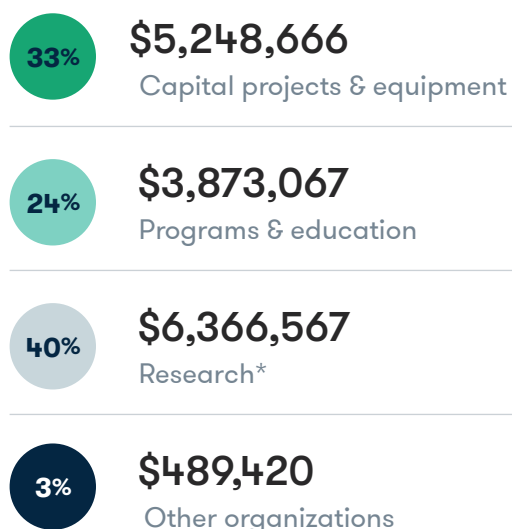 33%
$5,248,666
Capital projects & equipment
24%
$3,873,067
Programs & education
40%
$6,366,567
Research*
3%
$489,420
Other organizations